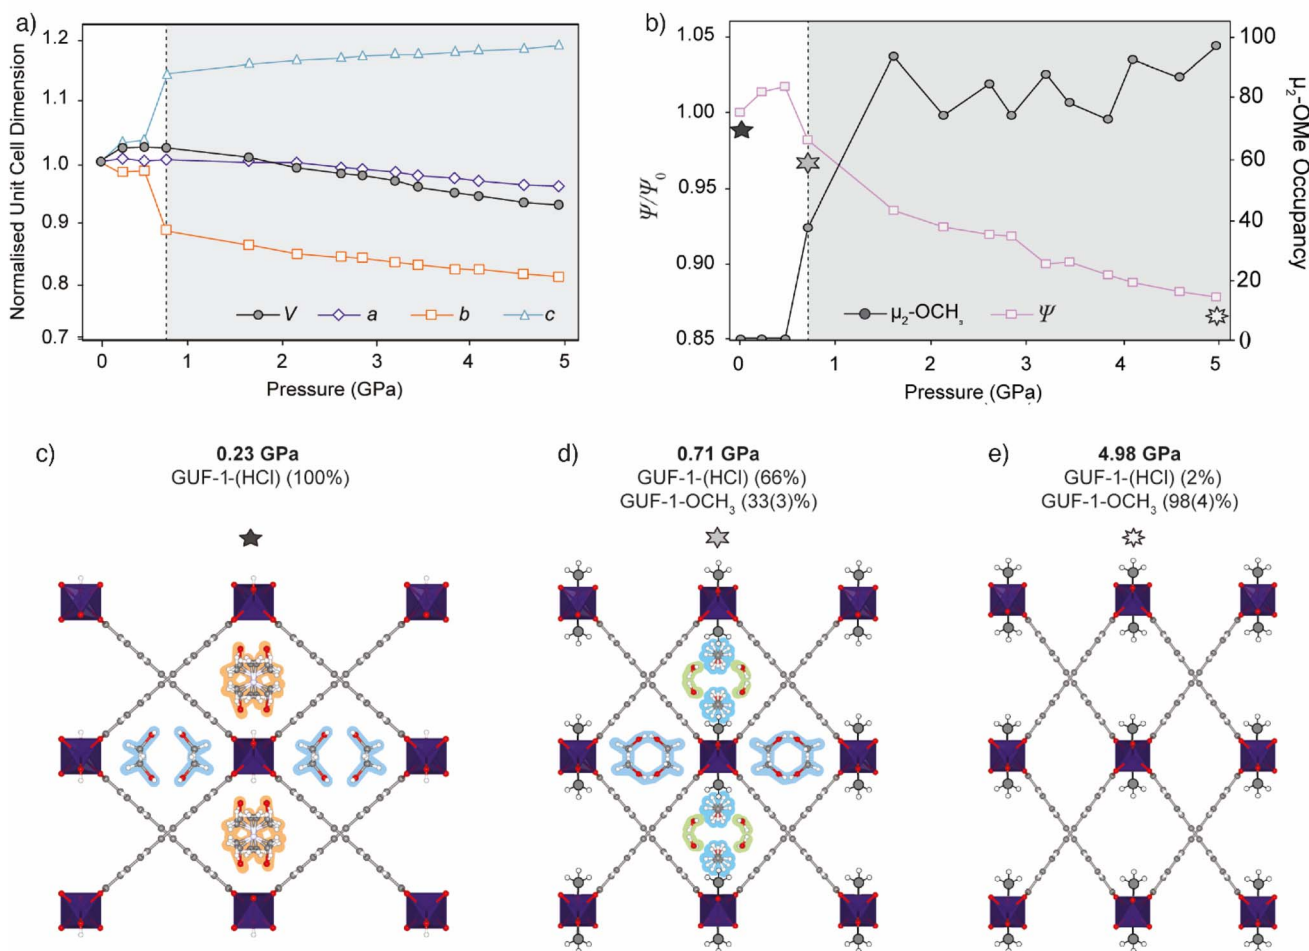 a)
1.2
1.1
1.0
0.9
0.8
0.7
Normalised Unit Cell Dimension
V a b c
0 1 2 3 4 5
Pressure (GPa)
b)
1.05
1.00
0.95
0.90
0.85
Ψ/Ψ₀
100
80
60
40
20
0
μ₂-OMe Occupancy
μ₂-OCH₃ Ψ
0 1 2 3 4 5
Pressure (GPa)
c)
0.23 GPa
GUF-1-(HCl) (100%)
d)
0.71 GPa
GUF-1-(HCl) (66%)
GUF-1-OCH₃ (33(3)%)
e)
4.98 GPa
GUF-1-(HCl) (2%)
GUF-1-OCH₃ (98(4)%)